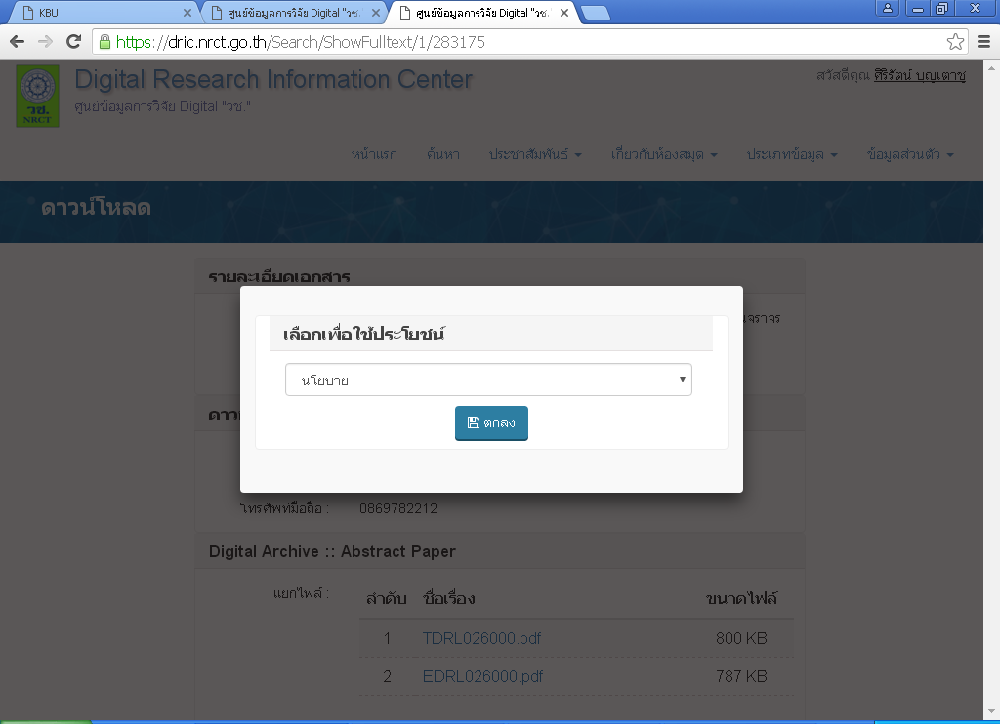 KBU
ศูนย์ข้อมูลการวิจัย Digital "วช.
ศูนย์ข้อมูลการวิจัย Digital "วช.
https://dric.nrct.go.th/Search/ShowFulltext/1/283175
วช.
NRCT
Digital Research Information Center
ศูนย์ข้อมูลการวิจัย Digital "วช."
สวัสดีคุณ ศิริรัตน์ บุญเตาชู
หน้าแรก ค้นหา ประชาสัมพันธ์ เกี่ยวกับห้องสมุด ประเภทข้อมูล ข้อมูลส่วนตัว
ดาวน์โหลด
รายละเอียดเอกสาร
จราจร
เลือกเพื่อใช้ประโยชน์
นโยบาย
ตกลง
ดาวน
โทรศัพท์มือถือ : 0869782212
Digital Archive :: Abstract Paper
แยกไฟล์ :
ลำดับ ชื่อเรื่อง ขนาดไฟล์
1 TDRL026000.pdf 800 KB
2 EDRL026000.pdf 787 KB